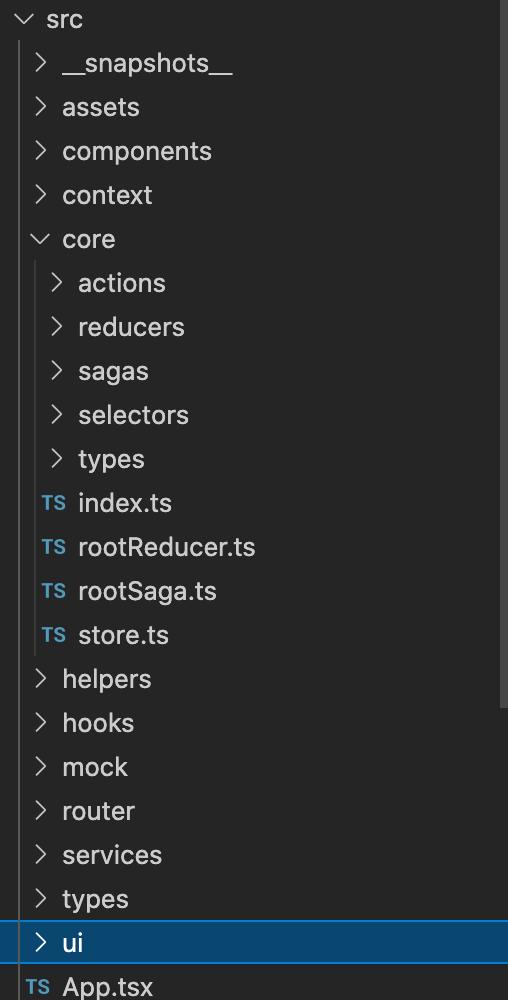 src
__snapshots__
assets
components
context
core
actions
reducers
sagas
selectors
types
TS index.ts
TS rootReducer.ts
TS rootSaga.ts
TS store.ts
helpers
hooks
mock
router
services
types
ui
TS App.tsx